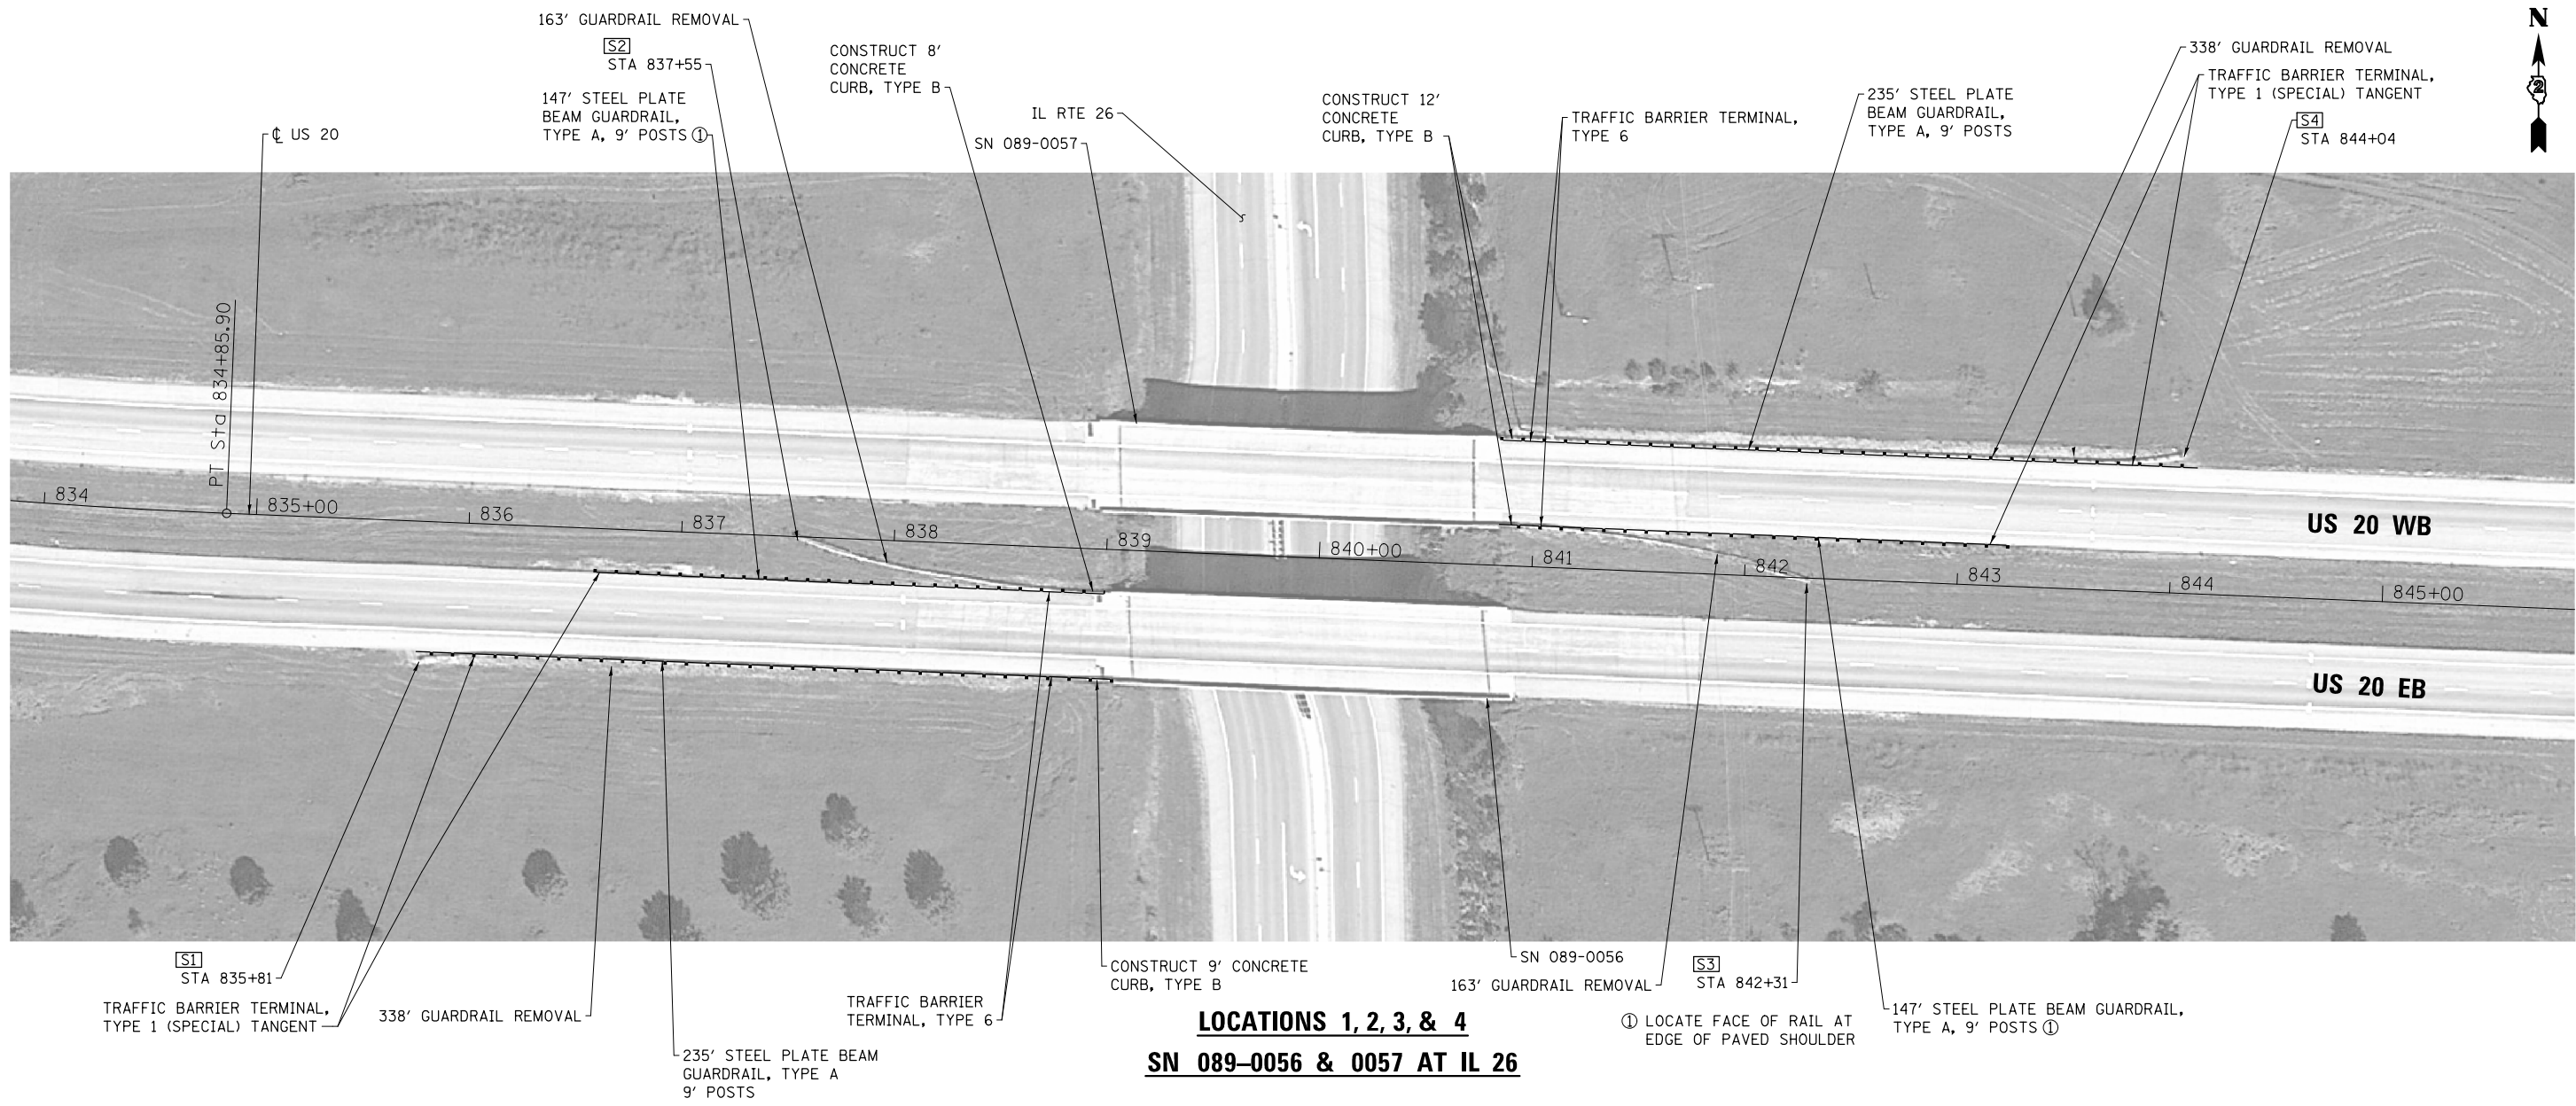 163' GUARDRAIL REMOVAL
S2
STA 837+55
147' STEEL PLATE
BEAM GUARDRAIL,
TYPE A, 9' POSTS ①
℄ US 20
CONSTRUCT 8'
CONCRETE
CURB, TYPE B
IL RTE 26
SN 089-0057
CONSTRUCT 12'
CONCRETE
CURB, TYPE B
TRAFFIC BARRIER TERMINAL,
TYPE 6
235' STEEL PLATE
BEAM GUARDRAIL,
TYPE A, 9' POSTS
338' GUARDRAIL REMOVAL
TRAFFIC BARRIER TERMINAL,
TYPE 1 (SPECIAL) TANGENT
S4
STA 844+04
N
2
PT Sta 834+85.90
834
835+00
836
837
838
839
840+00
841
842
843
844
845+00
US 20 WB
US 20 EB
S1
STA 835+81
TRAFFIC BARRIER TERMINAL,
TYPE 1 (SPECIAL) TANGENT
338' GUARDRAIL REMOVAL
235' STEEL PLATE BEAM
GUARDRAIL, TYPE A
9' POSTS
TRAFFIC BARRIER
TERMINAL, TYPE 6
CONSTRUCT 9' CONCRETE
CURB, TYPE B
SN 089-0056
163' GUARDRAIL REMOVAL
S3
STA 842+31
① LOCATE FACE OF RAIL AT
EDGE OF PAVED SHOULDER
147' STEEL PLATE BEAM GUARDRAIL,
TYPE A, 9' POSTS ①
LOCATIONS 1, 2, 3, & 4
SN 089–0056 & 0057 AT IL 26